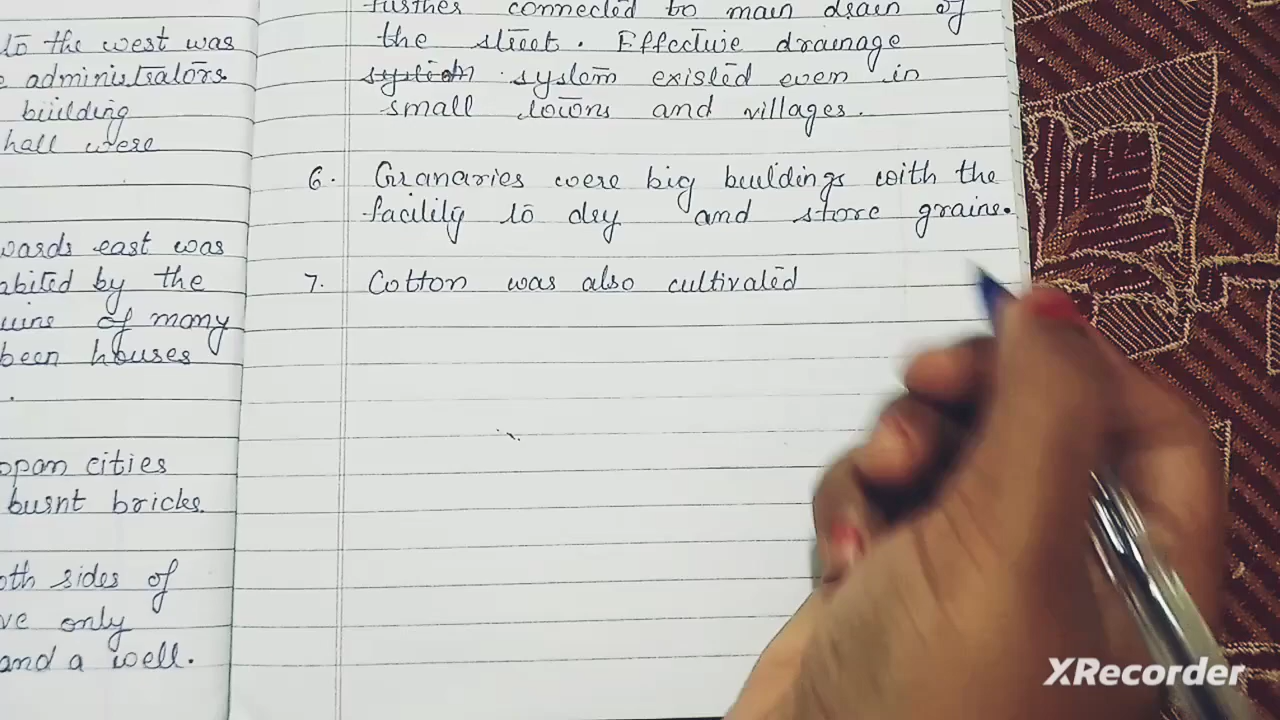 to the west was
administrators
building
hall were
wards east was
abited by the
uins of many
been houses
.
opan cities
burnt bricks.
oth sides of
ve only
and a well.
further connected to main drain of
the street. Effective drainage
system system existed even in
small towns and villages.
6. Granaries were big buildings with the
facility to dry and store grains.
7. Cotton was also cultivated
XRecorder